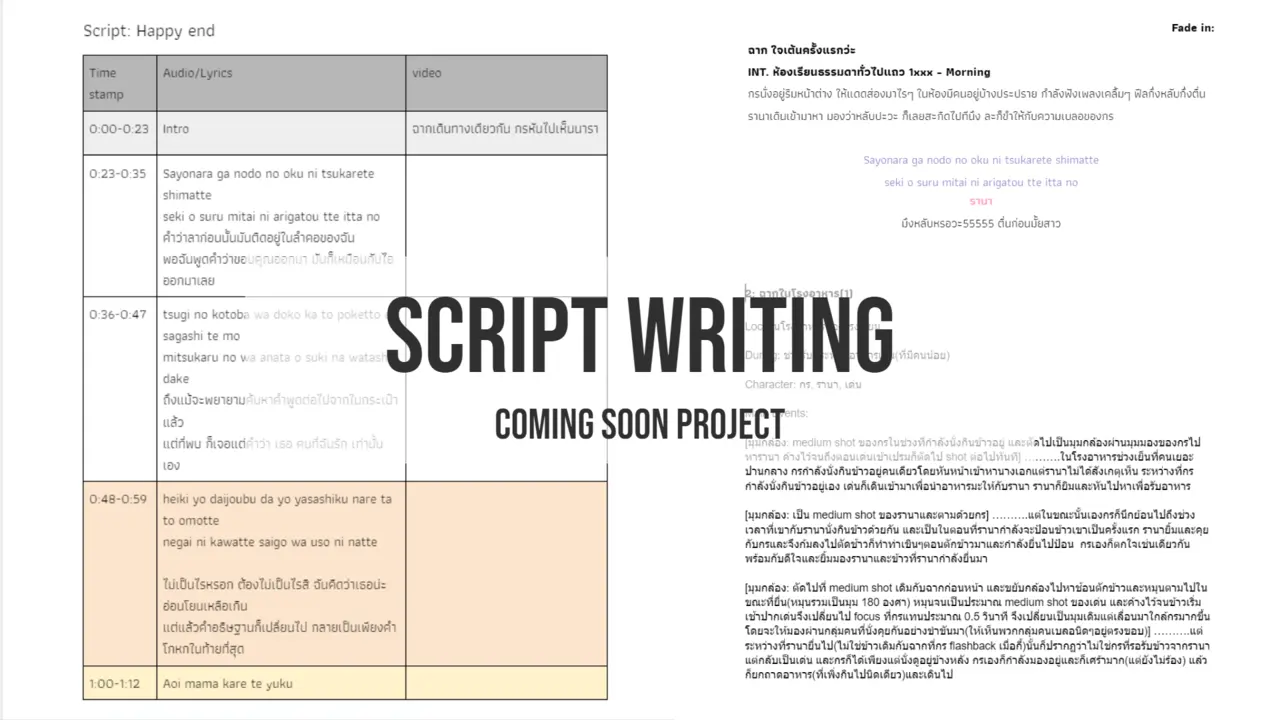 Script: Happy end
Time
stamp
Audio/Lyrics
video
0:00-0.23
Intro
ฉากเดินทางเดียวกัน กรหันไปเห็นนารา
0:23-0:35
Sayonara ga nodo no oku ni tsukarete
shimatte
seki o suru mitai ni arigatou tte itta no
คำว่าลาก่อนนั้นมันติดอยู่ในลำคอของฉัน
พอฉันพูดคำว่าขอบคุณออกมา มันก็เหมือนกับไอ
ออกมาเลย
0:36-0:47
tsugi no kotoba wa doko ka to poketto
sagashi te mo
mitsukaru no wa anata o suki na watashi
dake
ถึงแม้จะพยายามค้นหาคำพูดต่อไปจากในกระเป๋า
แล้ว
แต่ที่พบ ก็เจอแต่คำว่า เธอ คนที่ฉันรัก เท่านั้น
เอง
0:48-0:59
heiki yo daijoubu da yo yasashiku nare ta
to omotte
negai ni kawatte saigo wa uso ni natte
ไม่เป็นไรหรอก ต้องไม่เป็นไรสิ ฉันคิดว่าเธอน่ะ
อ่อนโยนเหลือเกิน
แต่แล้วคำอธิษฐานก็เปลี่ยนไป กลายเป็นเพียงคำ
โกหกในท้ายที่สุด
1:00-1:12
Aoi mama kare te yuku
SCRIPT WRITING
COMING SOON PROJECT
Fade in:
ฉาก ใจเต้นครั้งแรกว่ะ
INT. ห้องเรียนธรรมดาทั่วไปแถว 1xxx - Morning
กรนั่งอยู่ริมหน้าต่าง ให้แดดส่องมาไรๆ ในห้องมีคนอยู่บ้างประปราย กำลังฟังเพลงเคลิ้มๆ ฟีลกึ่งหลับกึ่งตื่น
รานาเดินเข้ามาหา มองว่าหลับปะวะ ก็เลยสะกิดไปทีนึง ละก็ขำให้กับความเบลอของกร
Sayonara ga nodo no oku ni tsukarete shimatte
seki o suru mitai ni arigatou tte itta no
รานา
มึงหลับหรอวะ55555 ตื่นก่อนมั้ยสาว
2: ฉากในโรงอาหาร[1]
Character: กร, รานา, เด่น
[มุมกล้อง: medium shot ของกรในช่วงที่กำลังนั่งกินข้าวอยู่ และตัดไปเป็นมุมกล้องผ่านมุมมองของกรไป
หารานา ค้างไว้จนถึงตอนเด่นเข้าเฟรมก็ตัดไป shot ต่อไปทันที] ……….ในโรงอาหารช่วงเย็นที่คนเยอะ
ปานกลาง กรกำลังนั่งกินข้าวอยู่คนเดียวโดยหันหน้าเข้าหานางเอกแต่รานาไม่ได้สังเกตุเห็น ระหว่างที่กร
กำลังนั่งกินข้าวอยู่เอง เด่นก็เดินเข้ามาเพื่อนำอาหารมะให้กับรานา รานาก็ยิมและหันไปหาเพื่อรับอาหาร
[มุมกล้อง: เป็น medium shot ของรานาและตามด้วยกร] ……….แต่ในขณะนั้นเองกรก็นึกย้อนไปถึงช่วง
เวลาที่เขากับรานานั่งกินข้าวด้วยกัน และเป็นในตอนที่รานากำลังจะป้อนข้าวเขาเป็นครั้งแรก รานายิ้มและคุย
กับกรและจึงก้มลงไปตัดข้าวก็ทำท่าเขินๆตอนตักข้าวมาและกำลังยื่นไปป้อน กรเองก็ตกใจเช่นเดียวกัน
พร้อมกับดีใจและยิ้มมองรานาและข้าวที่รานากำลังยื่นมา
[มุมกล้อง: ตัดไปที่ medium shot เดิมกับฉากก่อนหน้า และขยับกล้องไปหาช้อนตักข้าวและหมุนตามไปใน
ขณะที่ยื่น(หมุนรวมเป็นมุม 180 องศา) หมุนจนเป็นประมาณ medium shot ของเด่น และค้างไว้จนข้าวเริ่ม
เข้าปากเด่นจึงเปลี่ยนไป focus ที่กรแทนประมาณ 0.5 วินาที จึงเปลี่ยนเป็นมุมเดิมแต่เลื่อนมาใกล้กรมากขึ้น
โดยจะให้มองผ่านกลุ่มคนที่นั่งคุยกันอย่างขำขันมา(ให้เห็นพวกกลุ่มคนเบลอนิดๆอยู่ตรงขอบ)] ……….แต่
ระหว่างที่รานายื่นไป(ไม่ใช่ข้าวเดิมกับฉากที่กร flashback เมื่อกี้)นั้นก็ปรากฎว่าไม่ใช่กรที่รอรับข้าวจากรานา
แต่กลับเป็นเด่น และกรก็ได้เพียงแต่นั่งดูอยู่ข้างหลัง กรเองก็กำลังมองอยู่และก็เศร้ามาก(แต่ยังไม่ร้อง) แล้ว
ก็ยกถาดอาหาร(ที่เพิ่งกินไปนิดเดียว)และเดินไป